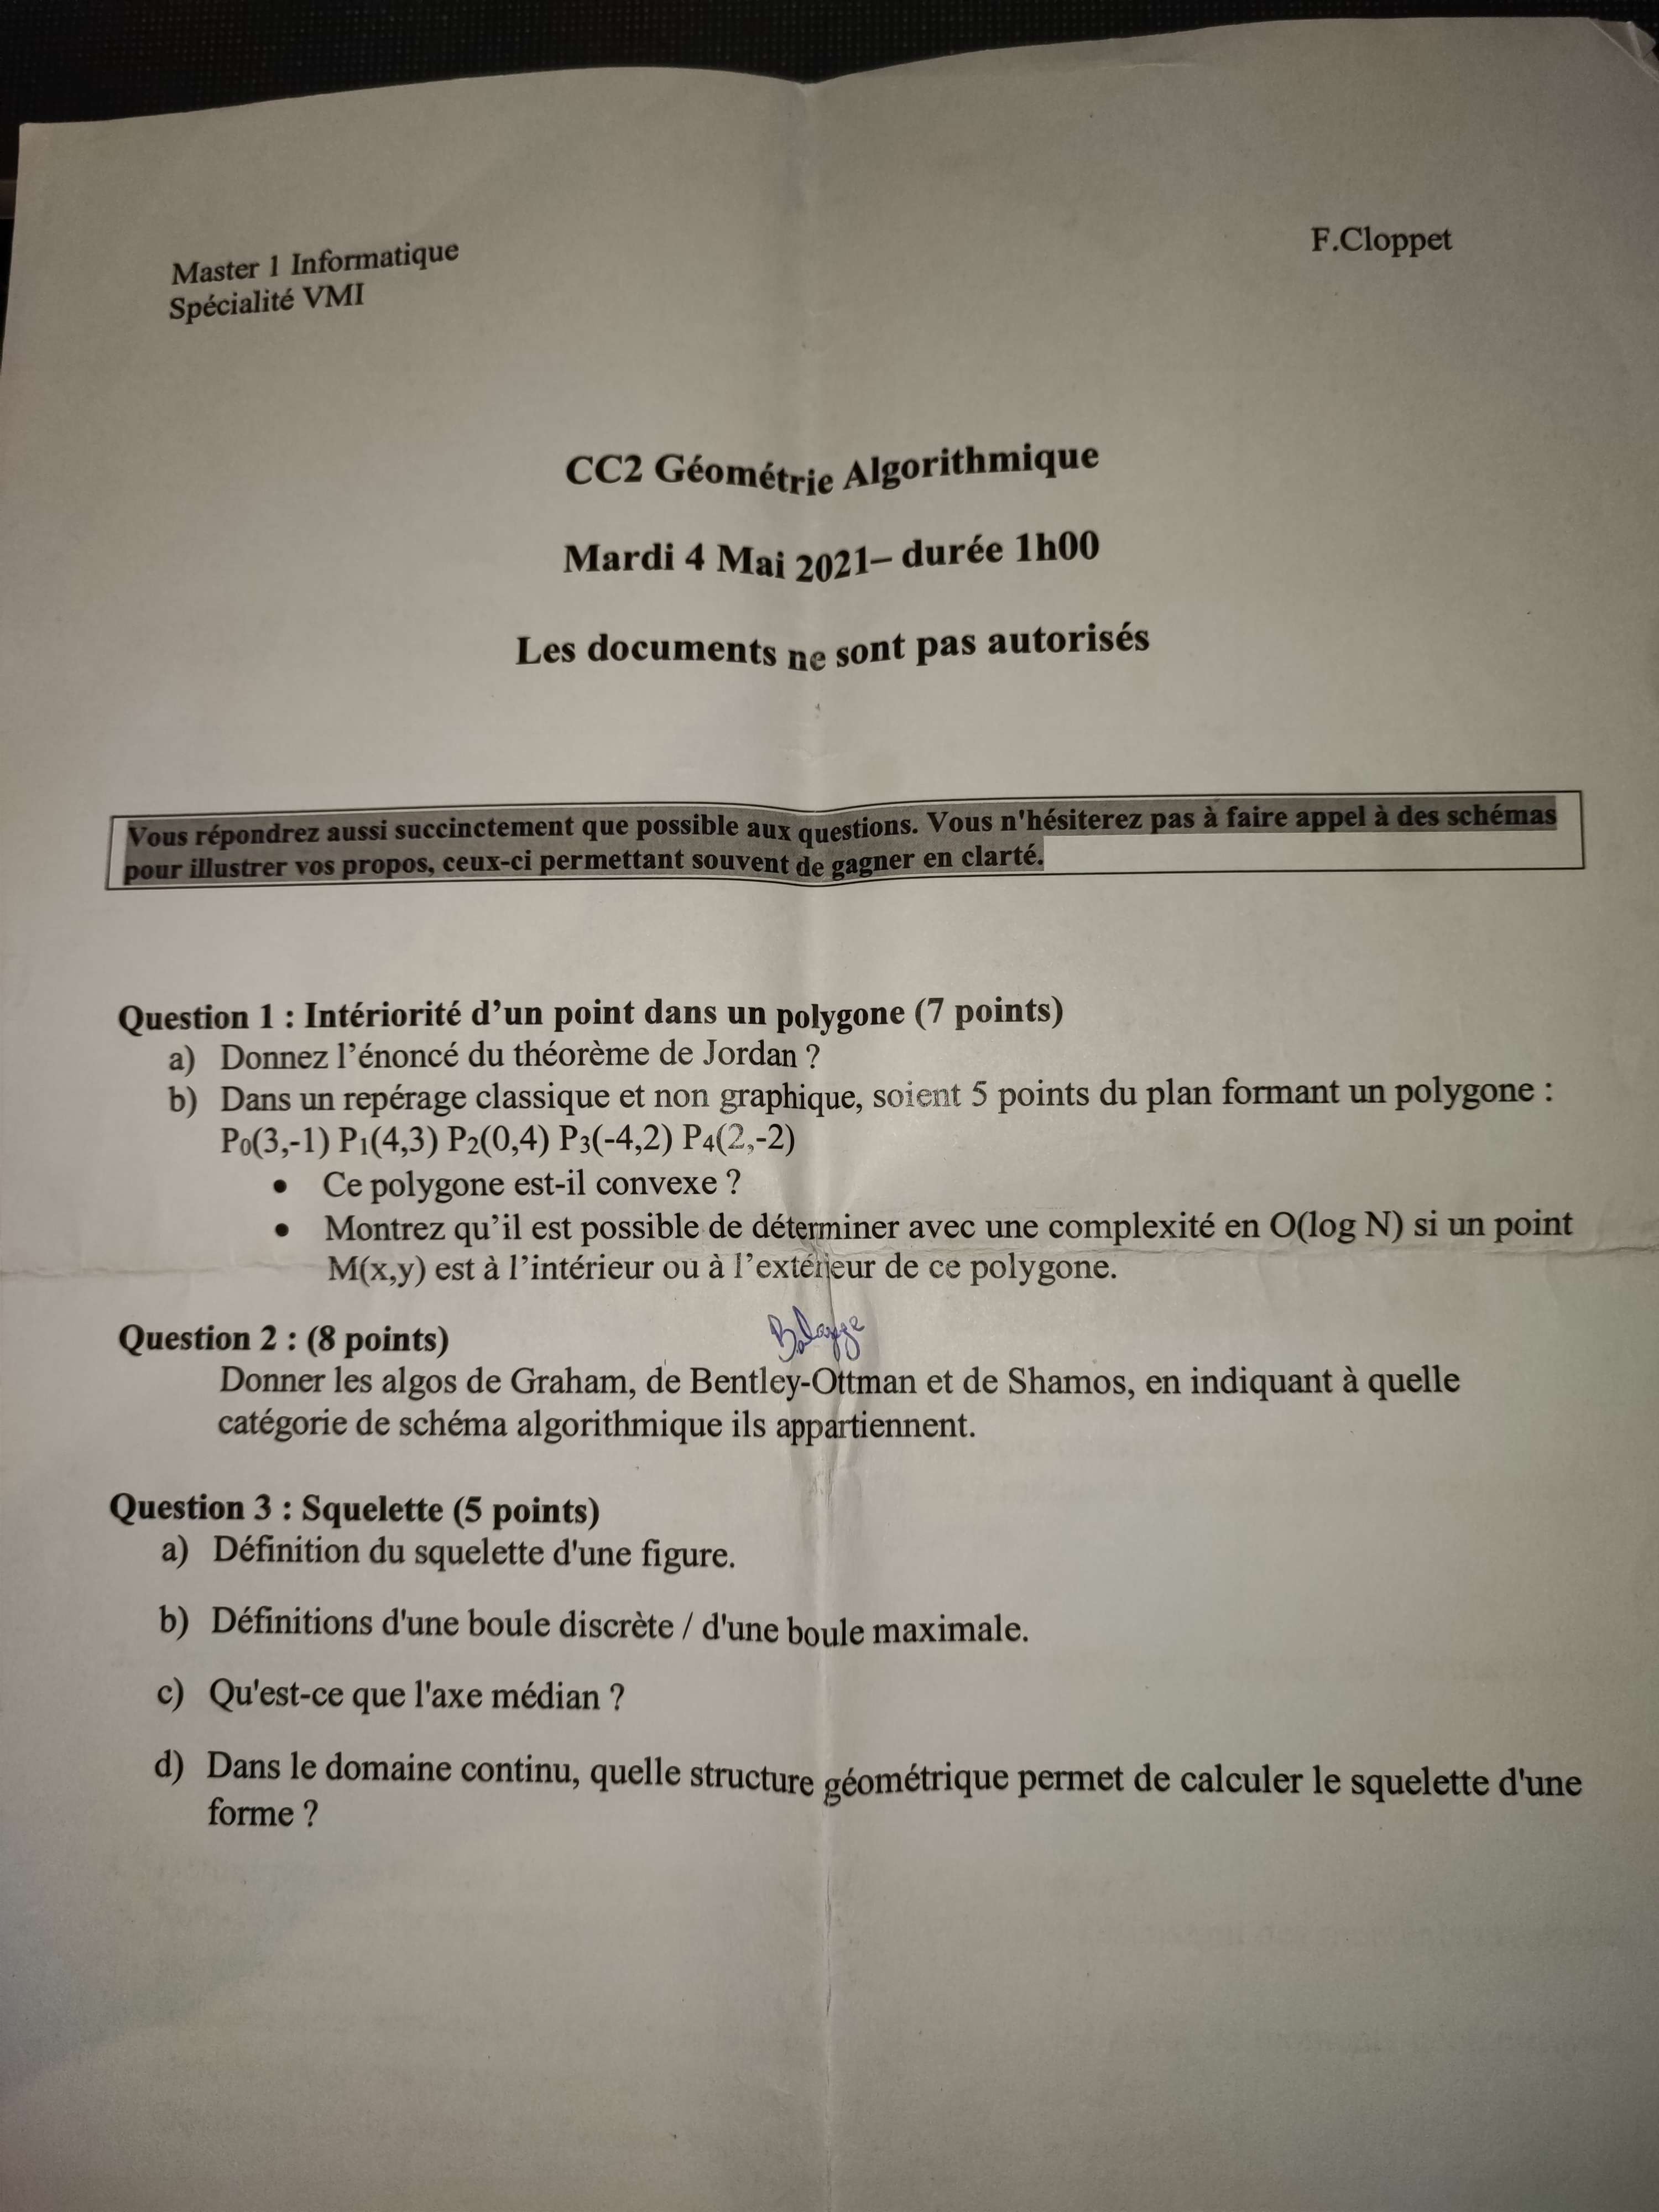 Master 1 Informatique
Spécialité VMI
F.Cloppet
CC2 Géométrie Algorithmique
Mardi 4 Mai 2021– durée 1h00
Les documents ne sont pas autorisés
Vous répondrez aussi succinctement que possible aux questions. Vous n'hésiterez pas à faire appel à des schémas
pour illustrer vos propos, ceux-ci permettant souvent de gagner en clarté.
Question 1 : Intériorité d’un point dans un polygone (7 points)
a) Donnez l’énoncé du théorème de Jordan ?
b) Dans un repérage classique et non graphique, soient 5 points du plan formant un polygone :
P0(3,-1) P1(4,3) P2(0,4) P3(-4,2) P4(2,-2)
• Ce polygone est-il convexe ?
• Montrez qu’il est possible de déterminer avec une complexité en O(log N) si un point
M(x,y) est à l’intérieur ou à l’extérieur de ce polygone.
Question 2 : (8 points)
Donner les algos de Graham, de Bentley-Ottman et de Shamos, en indiquant à quelle
catégorie de schéma algorithmique ils appartiennent.
Question 3 : Squelette (5 points)
a) Définition du squelette d'une figure.
b) Définitions d'une boule discrète / d'une boule maximale.
c) Qu'est-ce que l'axe médian ?
d) Dans le domaine continu, quelle structure géométrique permet de calculer le squelette d'une
forme ?